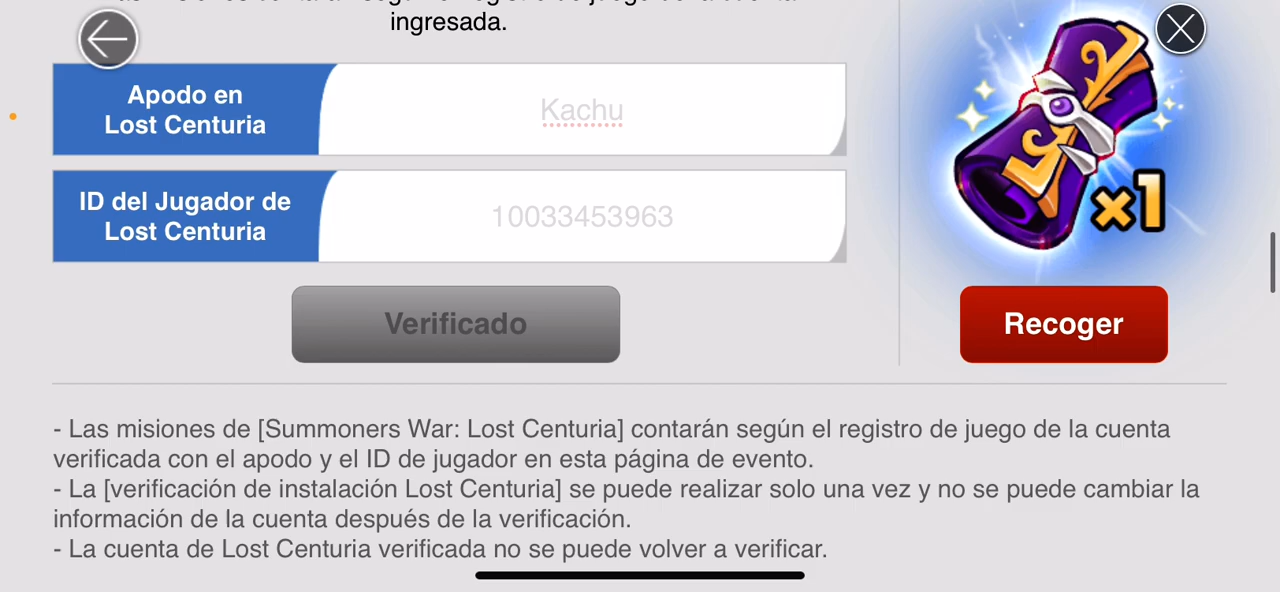 ingresada.
Apodo en
Lost Centuria
Kachu
ID del Jugador de
Lost Centuria
10033453963
×1
Verificado
Recoger
- Las misiones de [Summoners War: Lost Centuria] contarán según el registro de juego de la cuenta
verificada con el apodo y el ID de jugador en esta página de evento.
- La [verificación de instalación Lost Centuria] se puede realizar solo una vez y no se puede cambiar la
información de la cuenta después de la verificación.
- La cuenta de Lost Centuria verificada no se puede volver a verificar.